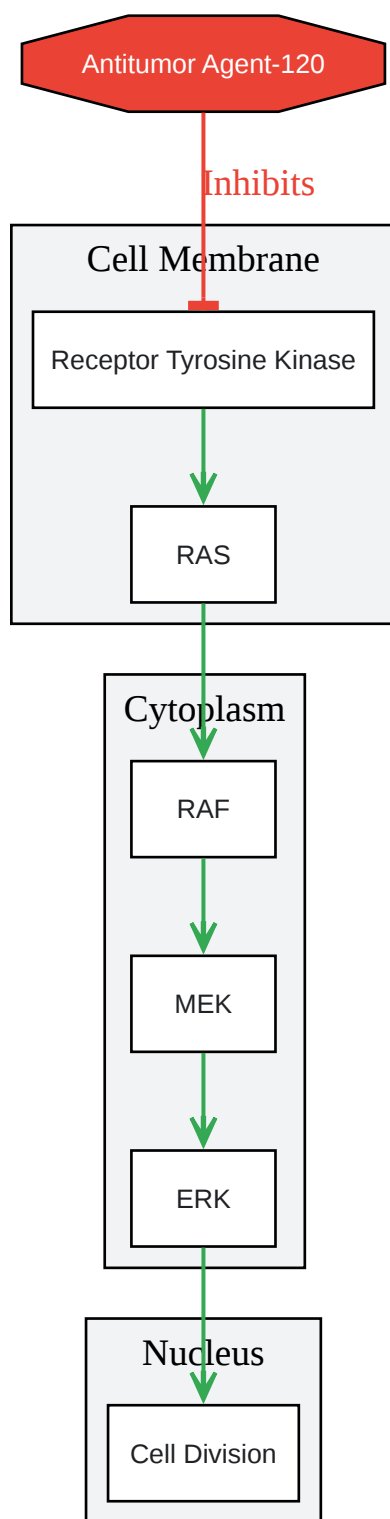 Antitumor Agent-120
Inhibits
Cell Membrane
Receptor Tyrosine Kinase
RAS
Cytoplasm
RAF
MEK
ERK
Nucleus
Cell Division